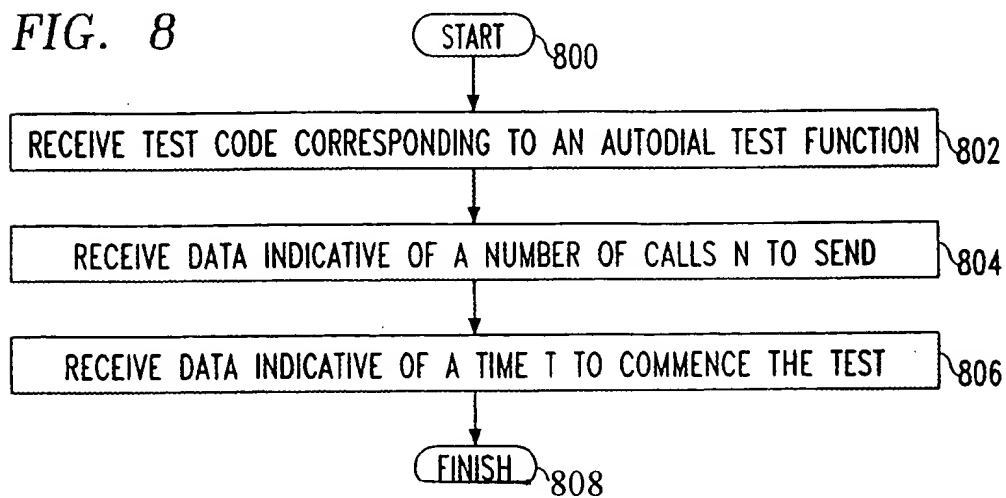 FIG. 8
START
800
RECEIVE TEST CODE CORRESPONDING TO AN AUTODIAL TEST FUNCTION
802
RECEIVE DATA INDICATIVE OF A NUMBER OF CALLS N TO SEND
804
RECEIVE DATA INDICATIVE OF A TIME T TO COMMENCE THE TEST
806
FINISH
808